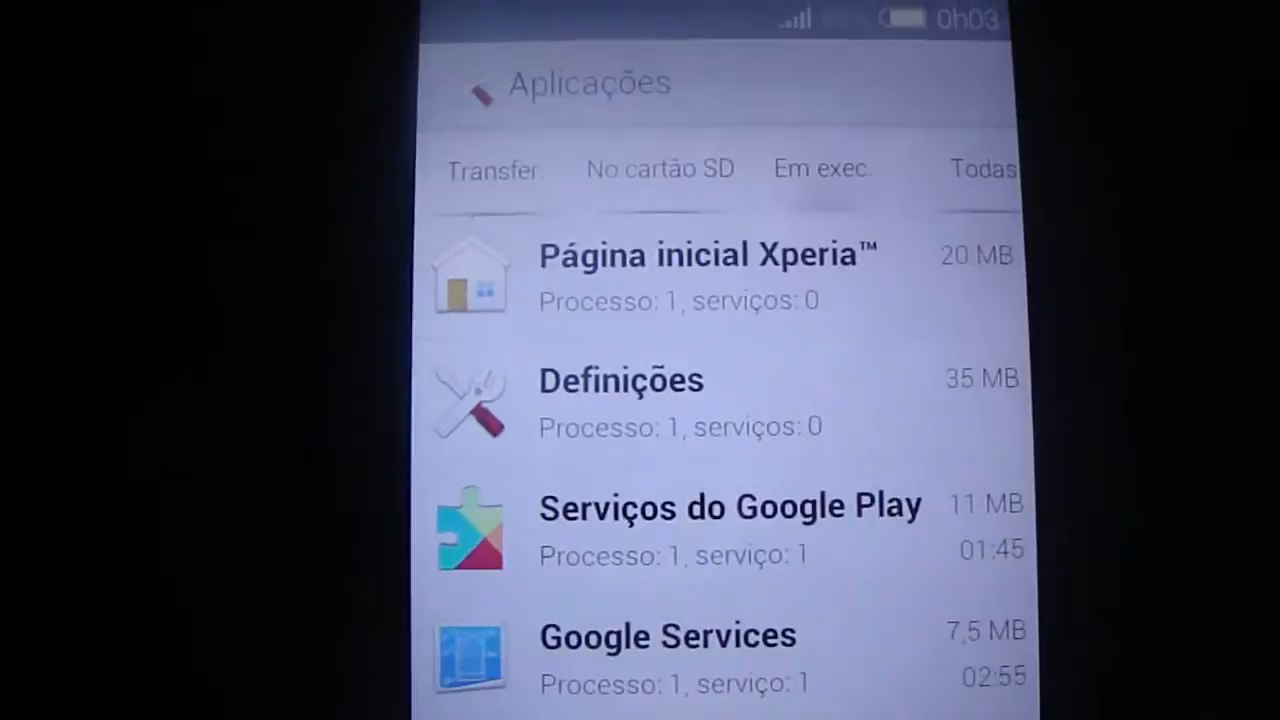 0h03
Aplicações
Transfer. No cartão SD Em exec. Todas
Página inicial Xperia™ 20 MB
Processo: 1, serviços: 0
Definições 35 MB
Processo: 1, serviços: 0
Serviços do Google Play 11 MB
Processo: 1, serviço: 1 01:45
Google Services 7,5 MB
Processo: 1, serviço: 1 02:55